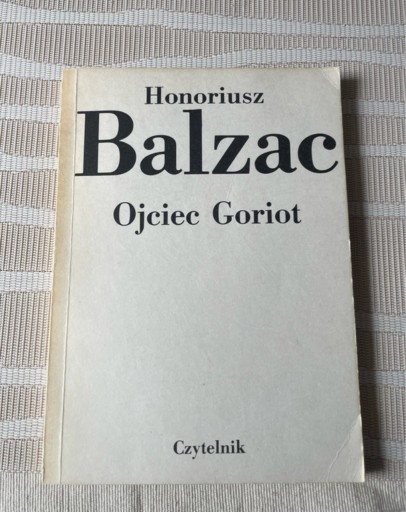 Honoriusz
Balzac
Ojciec Goriot
Czytelnik